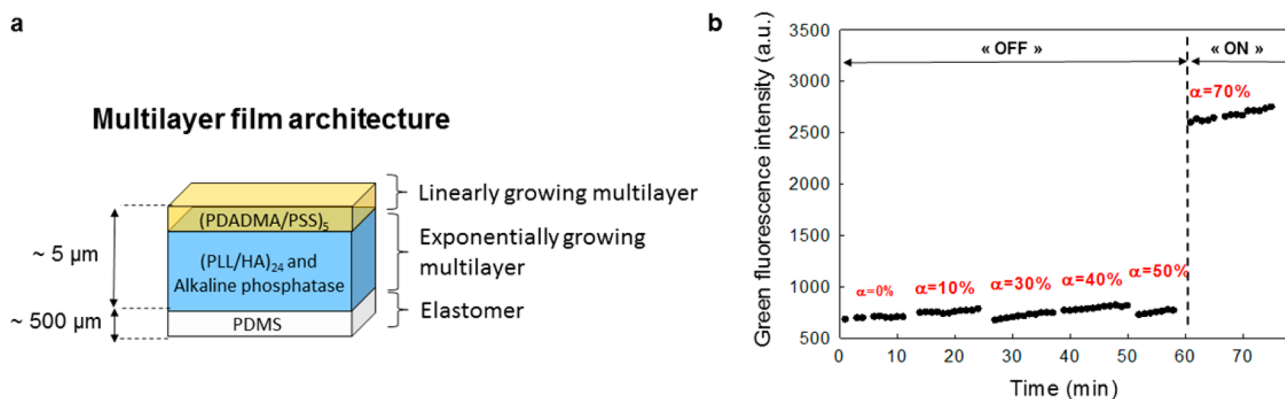 a
Multilayer film architecture
(PDADMA/PSS)5
(PLL/HA)24 and
Alkaline phosphatase
PDMS
~ 5 µm
~ 500 µm
Linearly growing multilayer
Exponentially growing
multilayer
Elastomer
b
Green fluorescence intensity (a.u.)
3500
3000
2500
2000
1500
1000
500
« OFF »
« ON »
α=0%
α=10%
α=30%
α=40%
α=50%
α=70%
0 10 20 30 40 50 60 70
Time (min)